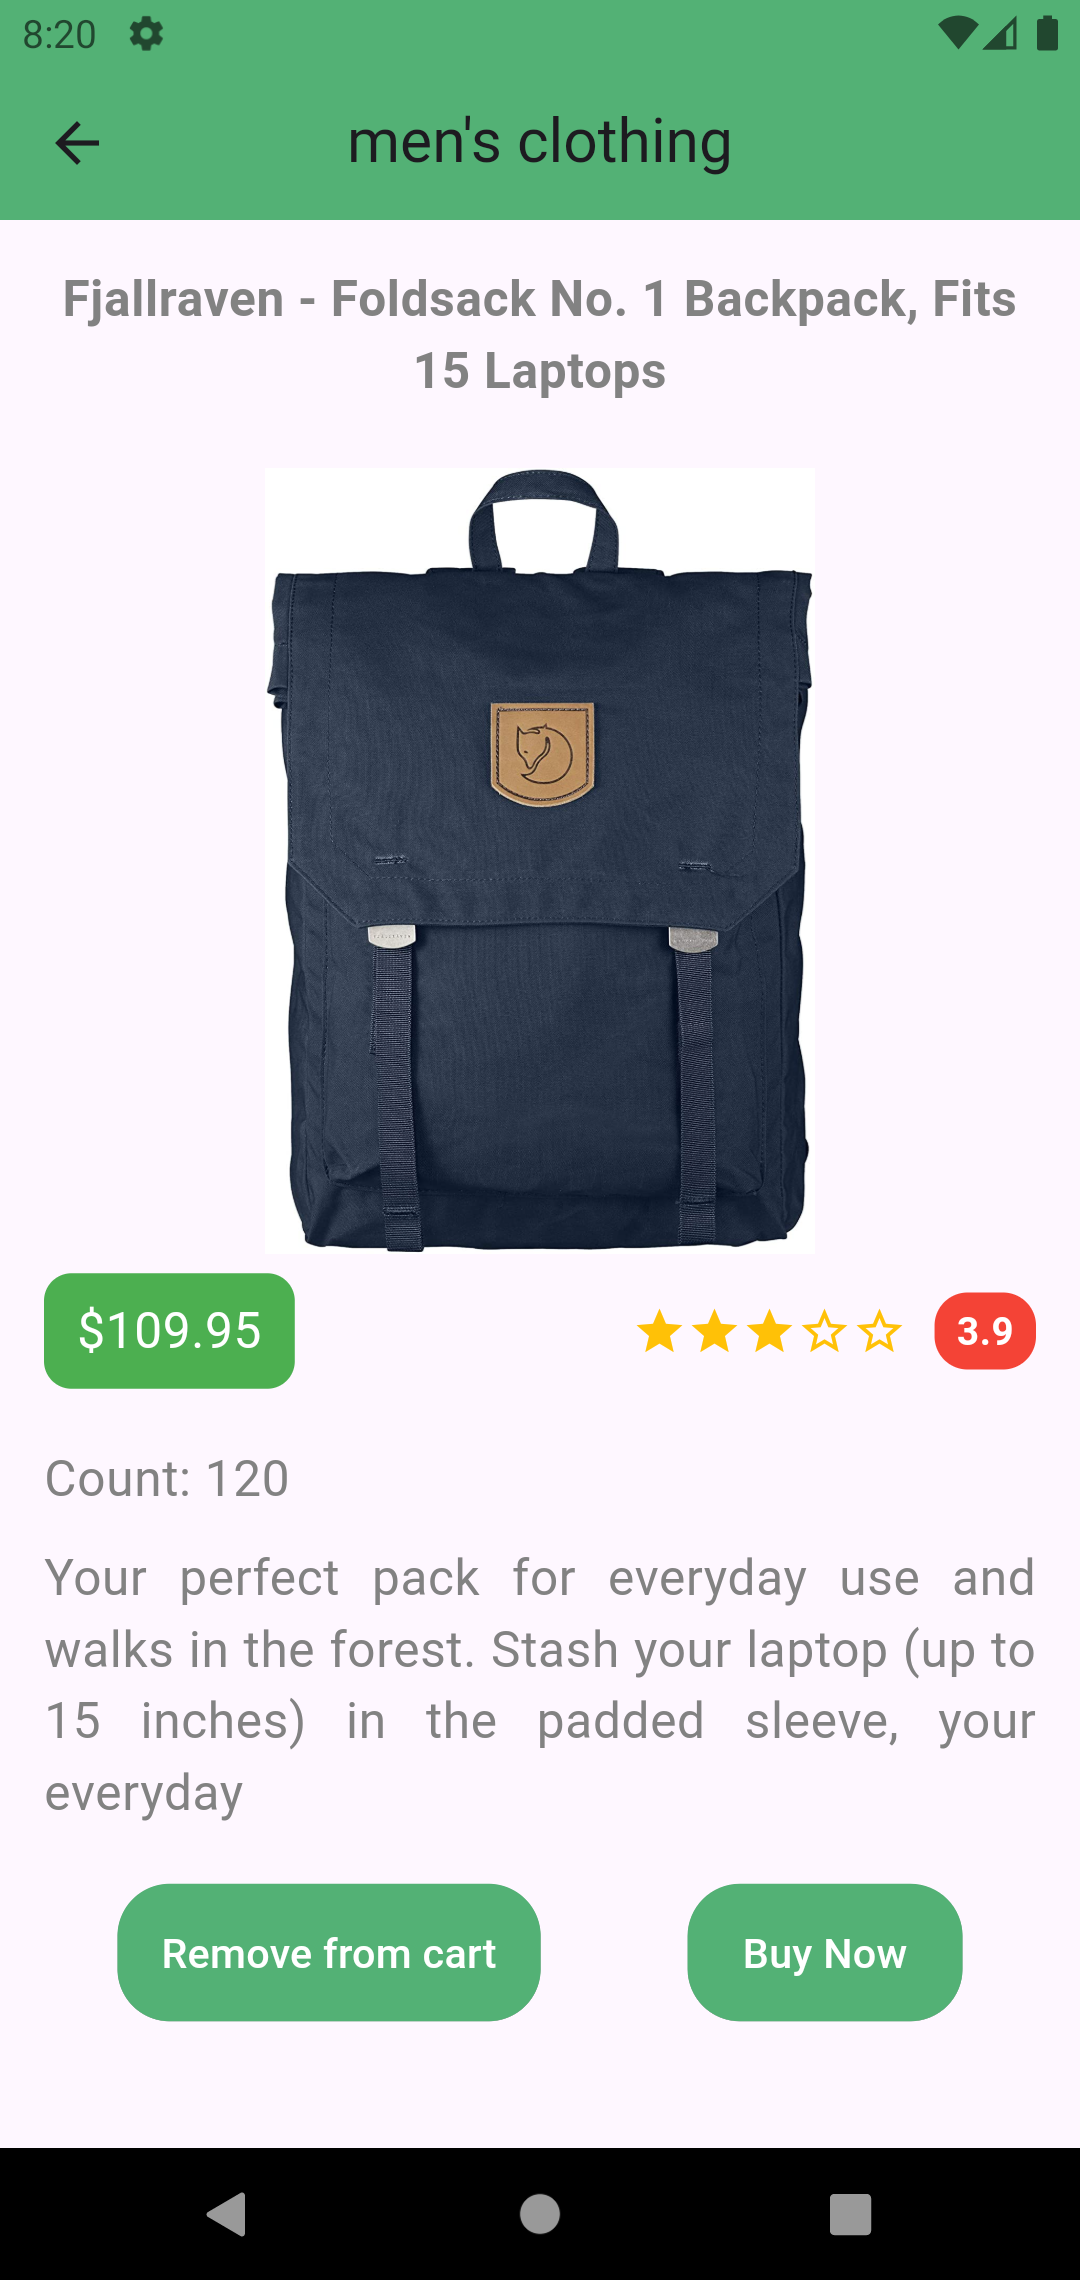 8:20
men's clothing
Fjallraven - Foldsack No. 1 Backpack, Fits
15 Laptops
$109.95
3.9
Count: 120
Your perfect pack for everyday use and
walks in the forest. Stash your laptop (up to
15 inches) in the padded sleeve, your
everyday
Remove from cart
Buy Now